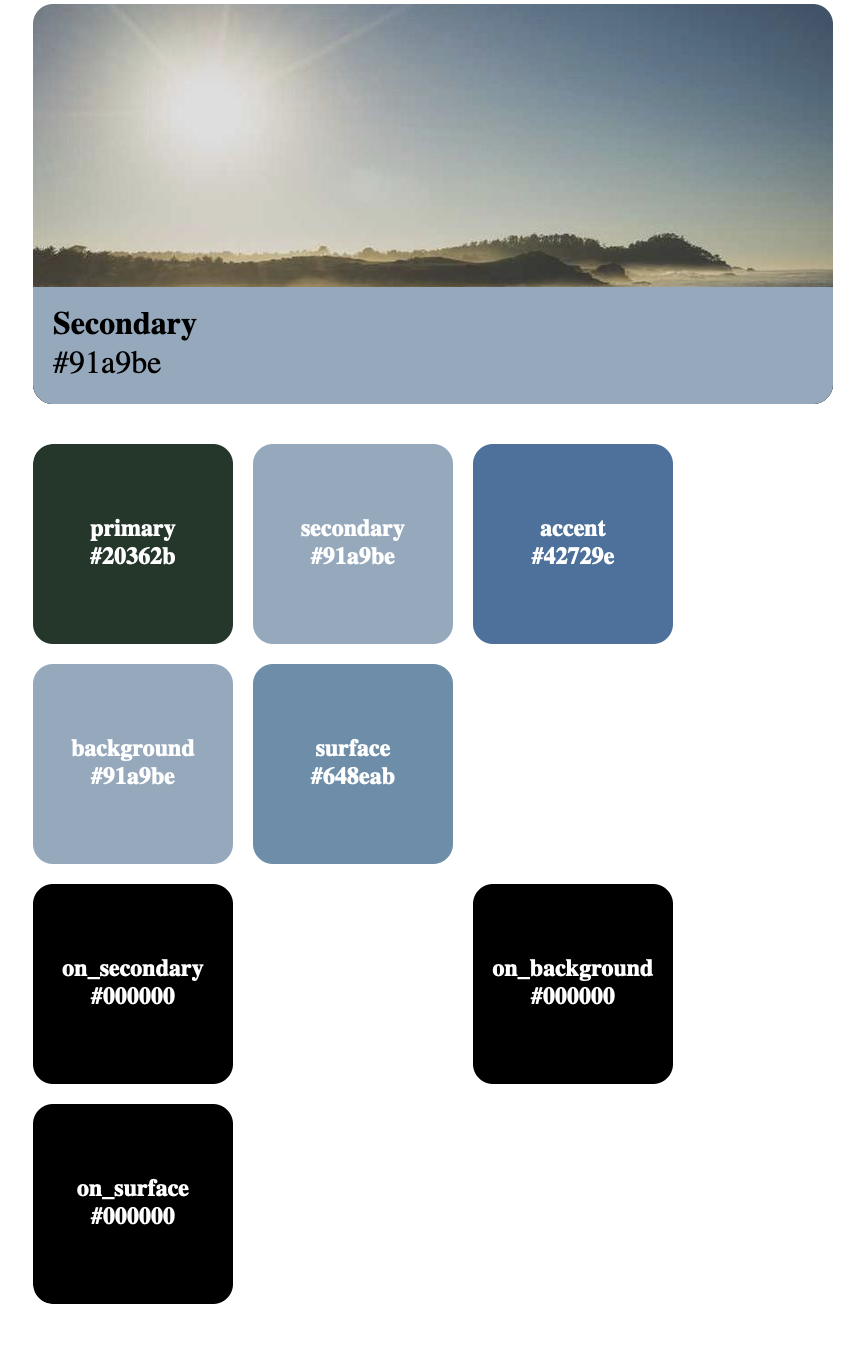 Secondary
#91a9be
primary
#20362b
secondary
#91a9be
accent
#42729e
background
#91a9be
surface
#648eab
on_secondary
#000000
on_background
#000000
on_surface
#000000